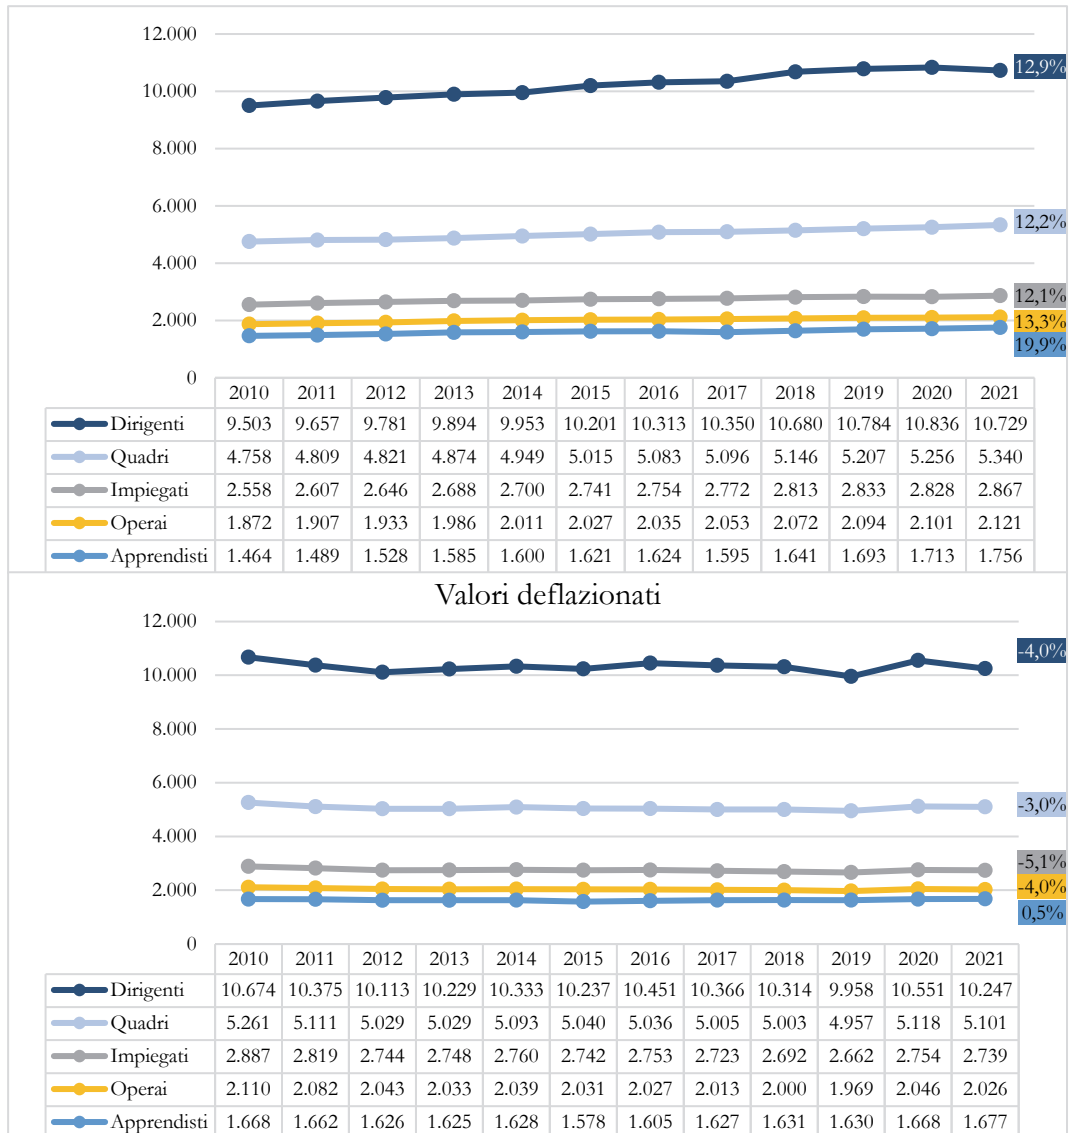 12.000
10.000
8.000
6.000
4.000
2.000
0
12,9%
12,2%
12,1%
13,3%
19,9%
2010 2011 2012 2013 2014 2015 2016 2017 2018 2019 2020 2021
Dirigenti 9.503 9.657 9.781 9.894 9.953 10.201 10.313 10.350 10.680 10.784 10.836 10.729
Quadri 4.758 4.809 4.821 4.874 4.949 5.015 5.083 5.096 5.146 5.207 5.256 5.340
Impiegati 2.558 2.607 2.646 2.688 2.700 2.741 2.754 2.772 2.813 2.833 2.828 2.867
Operai 1.872 1.907 1.933 1.986 2.011 2.027 2.035 2.053 2.072 2.094 2.101 2.121
Apprendisti 1.464 1.489 1.528 1.585 1.600 1.621 1.624 1.595 1.641 1.693 1.713 1.756
Valori deflazionati
12.000
10.000
8.000
6.000
4.000
2.000
0
-4,0%
-3,0%
-5,1%
-4,0%
0,5%
2010 2011 2012 2013 2014 2015 2016 2017 2018 2019 2020 2021
Dirigenti 10.674 10.375 10.113 10.229 10.333 10.237 10.451 10.366 10.314 9.958 10.551 10.247
Quadri 5.261 5.111 5.029 5.029 5.093 5.040 5.036 5.005 5.003 4.957 5.118 5.101
Impiegati 2.887 2.819 2.744 2.748 2.760 2.742 2.753 2.723 2.692 2.662 2.754 2.739
Operai 2.110 2.082 2.043 2.033 2.039 2.031 2.027 2.013 2.000 1.969 2.046 2.026
Apprendisti 1.668 1.662 1.626 1.625 1.628 1.578 1.605 1.627 1.631 1.630 1.668 1.677